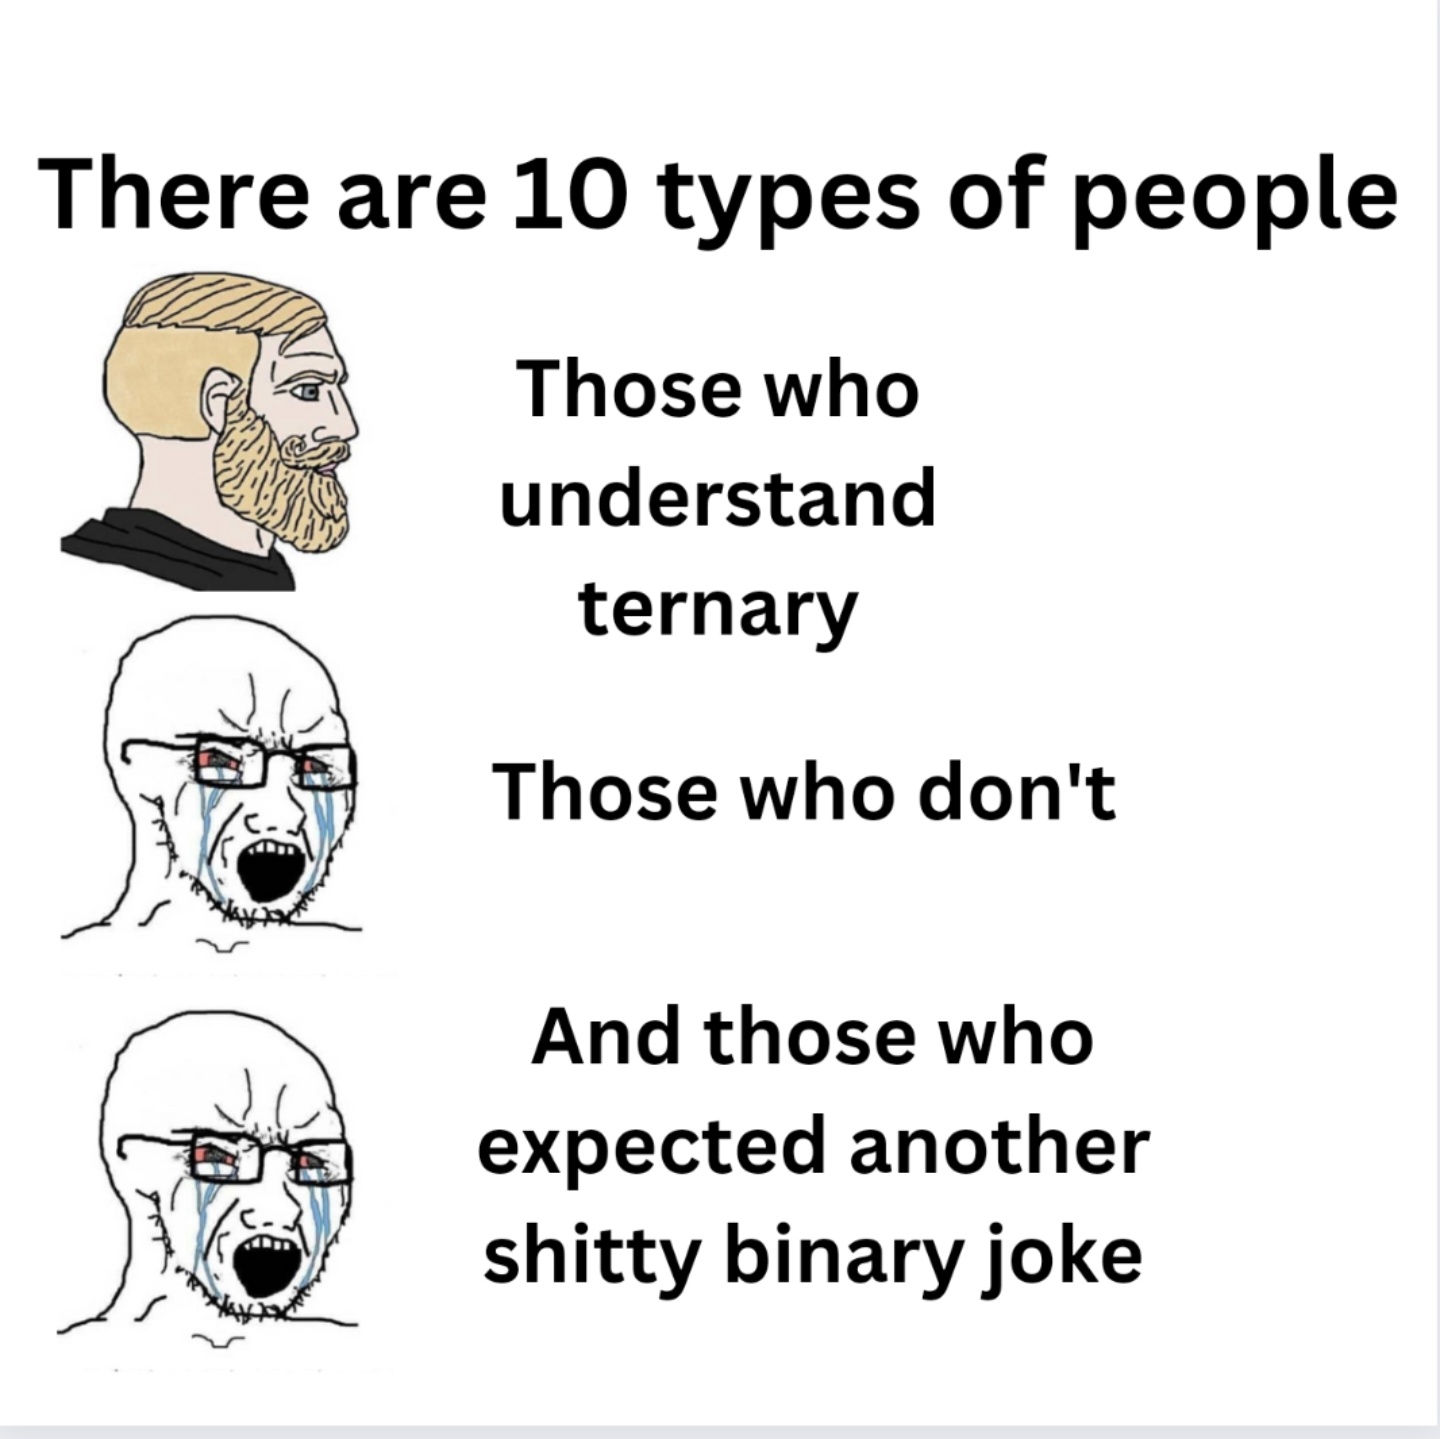 There are 10 types of people
Those who
understand
ternary
Those who don't
And those who
expected another
shitty binary joke